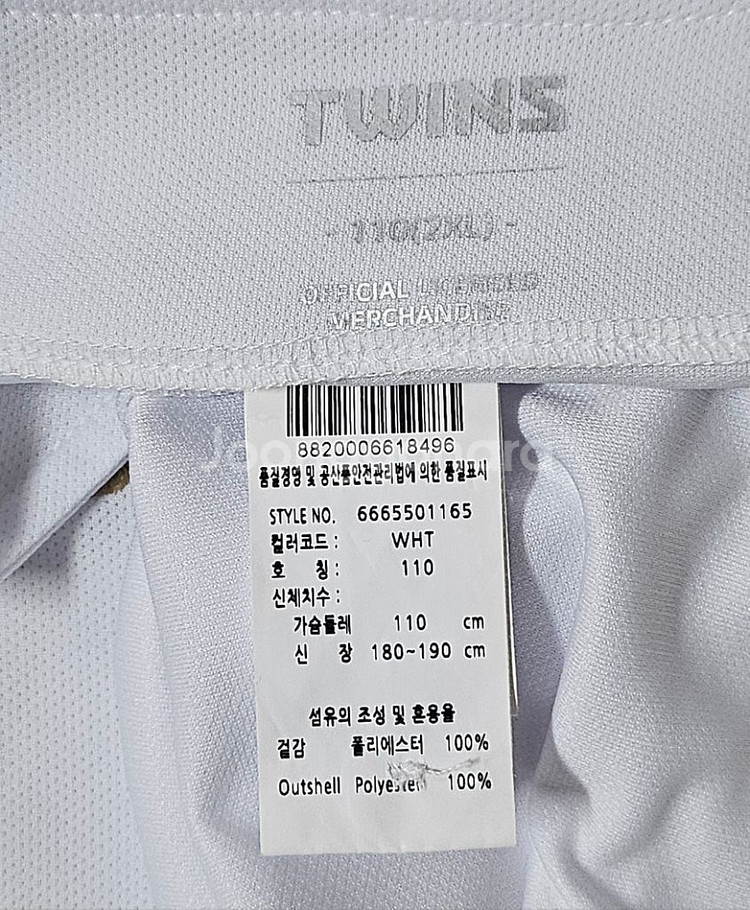 TWINS
- 110(2XL) -
OFFICIAL LICENSED
MERCHANDISE
8820006618496
품질경영 및 공산품안전관리법에 의한 품질표시
STYLE NO. 6665501165
컬러코드 : WHT
호 칭 : 110
신체치수 :
가슴둘레 110 cm
신 장 180~190 cm
섬유의 조성 및 혼용율
겉감 폴리에스터 100%
Outshell Polyester 100%